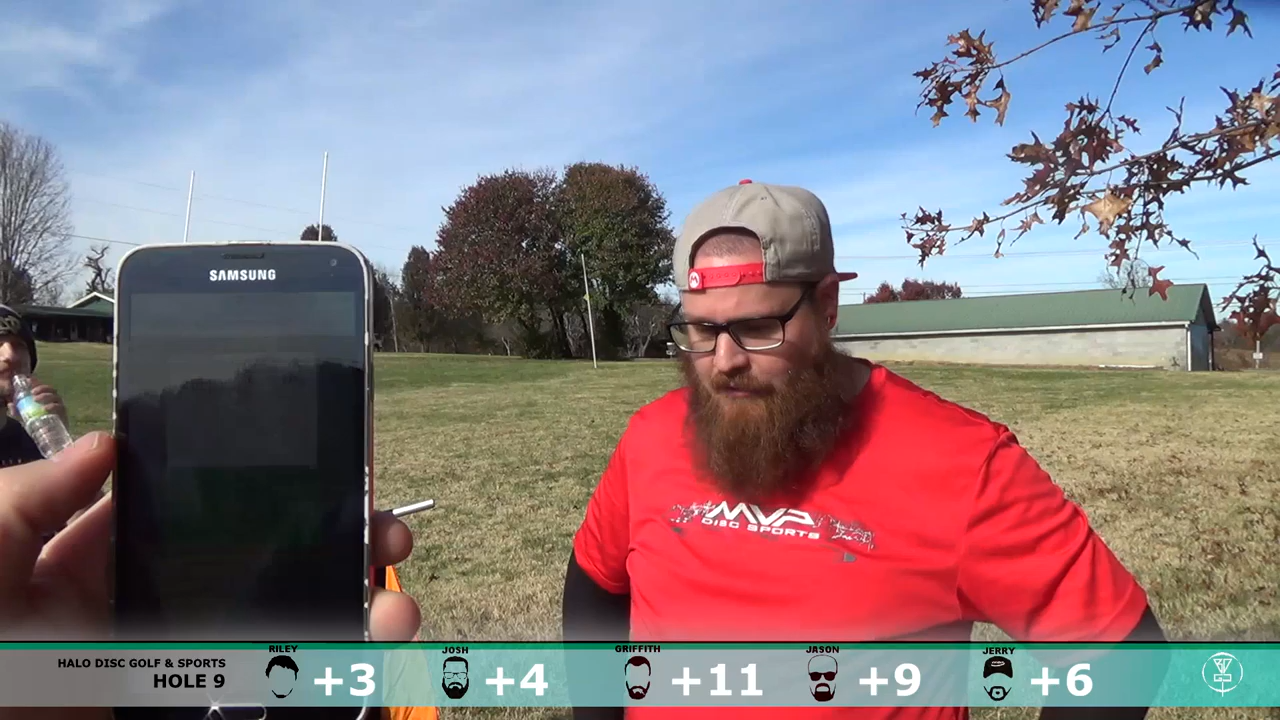 SAMSUNG
M
MVP
DISC SPORTS
HALO DISC GOLF & SPORTS
HOLE 9
RILEY
+3
JOSH
+4
GRIFFITH
+11
JASON
+9
JERRY
+6